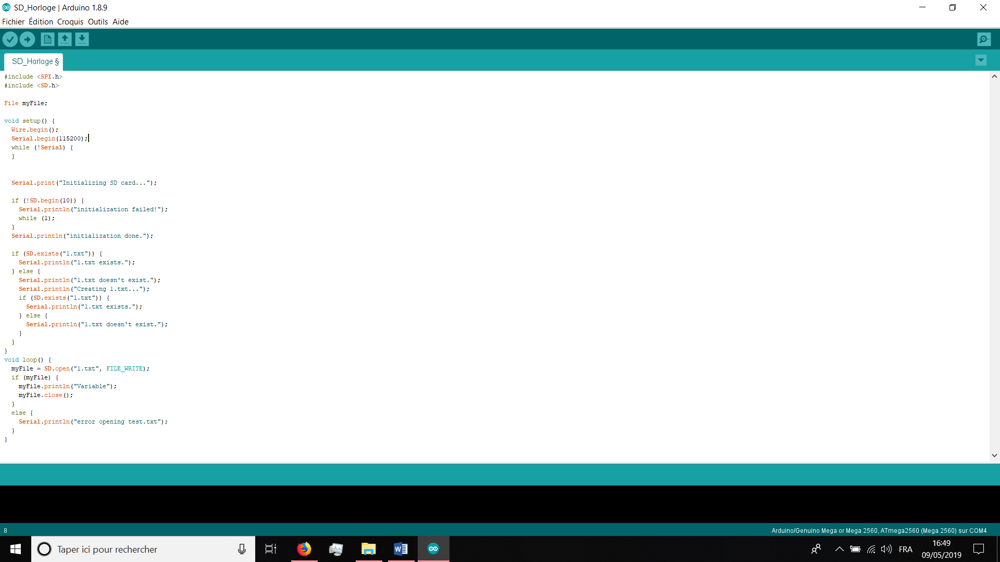 SD_Horloge | Arduino 1.8.9
Fichier Édition Croquis Outils Aide
SD_Horloge §
#include <SPI.h>
#include <SD.h>
File myFile;
void setup() {
Wire.begin();
Serial.begin(115200);
while (!Serial) {
}
Serial.print("Initializing SD card...");
if (!SD.begin(10)) {
Serial.println("initialization failed!");
while (1);
}
Serial.println("initialization done.");
if (SD.exists("1.txt")) {
Serial.println("1.txt exists.");
} else {
Serial.println("1.txt doesn't exist.");
Serial.println("Creating 1.txt...");
if (SD.exists("1.txt")) {
Serial.println("1.txt exists.");
} else {
Serial.println("1.txt doesn't exist.");
}
}
}
void loop() {
myFile = SD.open("1.txt", FILE_WRITE);
if (myFile) {
myFile.println("Variable");
myFile.close();
}
else {
Serial.println("error opening test.txt");
}
}
8
Arduino/Genuino Mega or Mega 2560, ATmega2560 (Mega 2560) sur COM4
Taper ici pour rechercher
FRA
16:49
09/05/2019